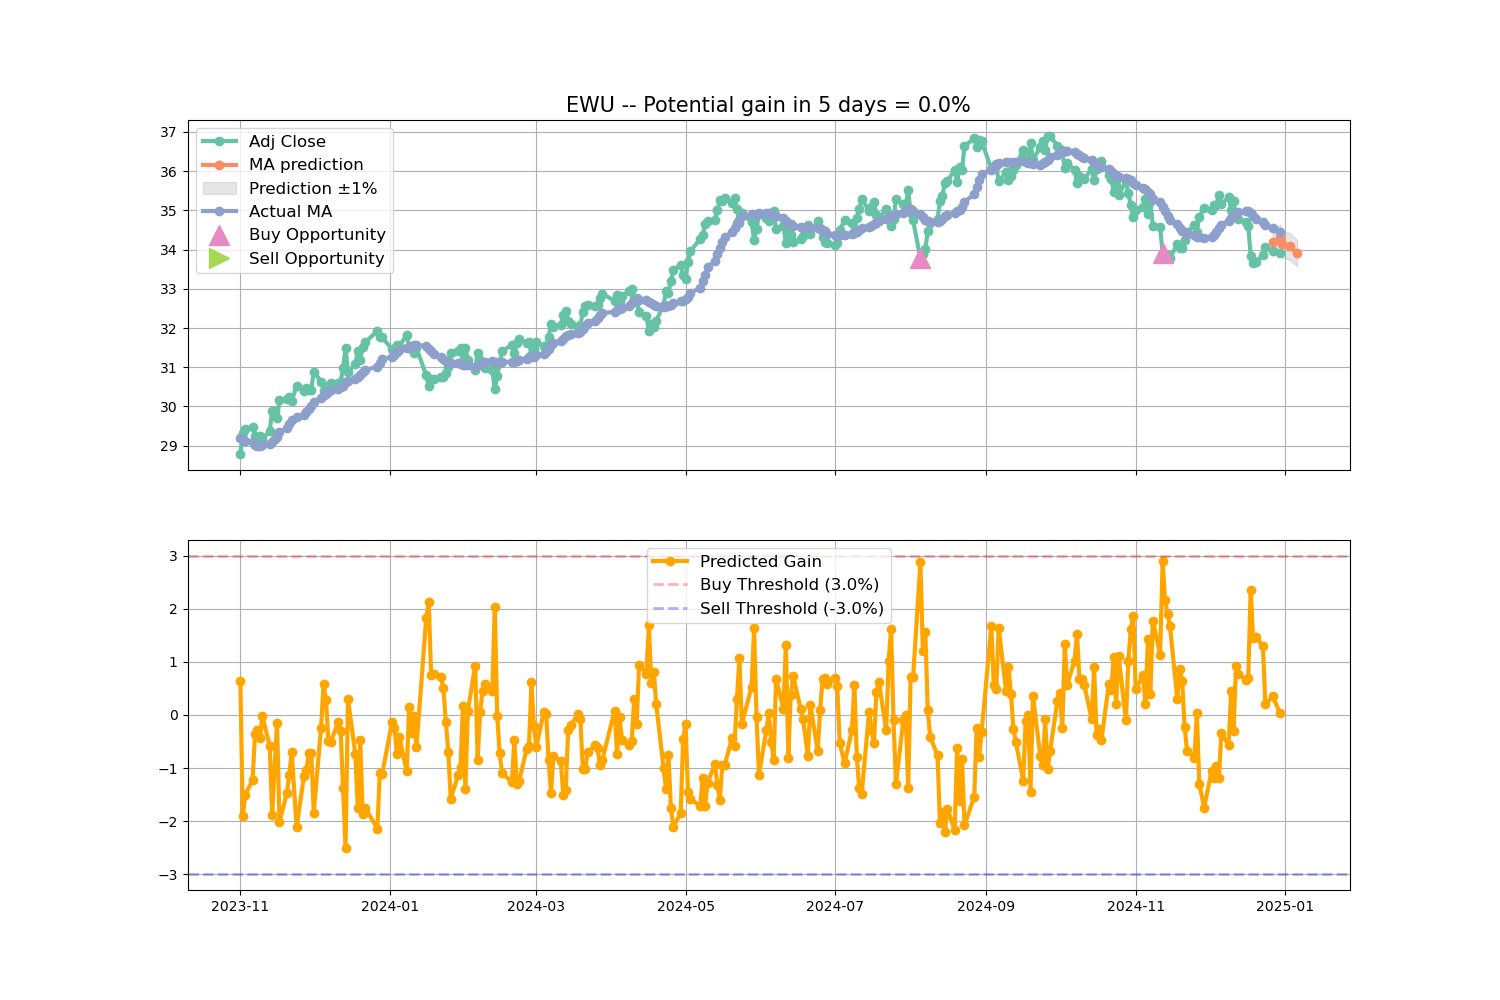 EWU -- Potential gain in 5 days = 0.0%
Adj Close
MA prediction
Prediction ±1%
Actual MA
Buy Opportunity
Sell Opportunity
37
36
35
34
33
32
31
30
29
Predicted Gain
Buy Threshold (3.0%)
Sell Threshold (-3.0%)
3
2
1
0
−1
−2
−3
2023-11
2024-01
2024-03
2024-05
2024-07
2024-09
2024-11
2025-01